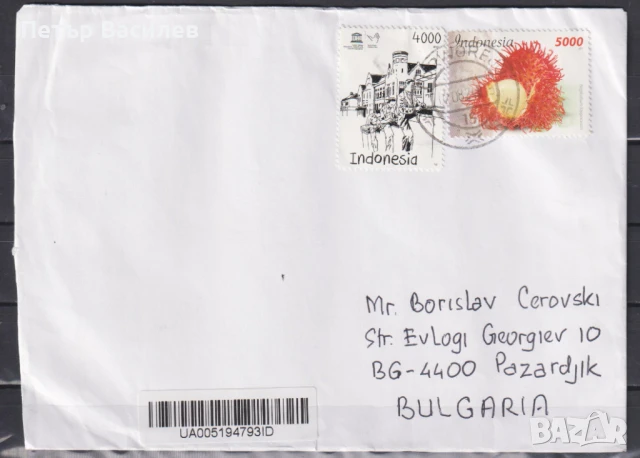 Петър Василев
4000
Indonesia
5000
Indonesia
Mr. Borislav Cerovski
Str. Evlogi Georgiev 10
BG-4400 Pazardjik
BULGARIA
UA005194793ID
BAZAR